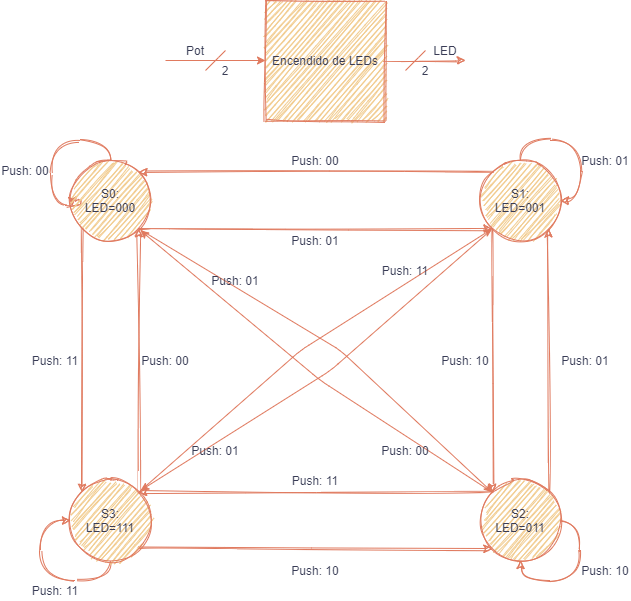 Pot
LED
2
Encendido de LEDs
2
Push: 00
Push: 01
Push: 00
S0:
LED=000
S1:
LED=001
Push: 01
Push: 11
Push: 01
Push: 11
Push: 00
Push: 10
Push: 01
Push: 01
Push: 00
Push: 11
S3:
LED=111
S2:
LED=011
Push: 10
Push: 10
Push: 11